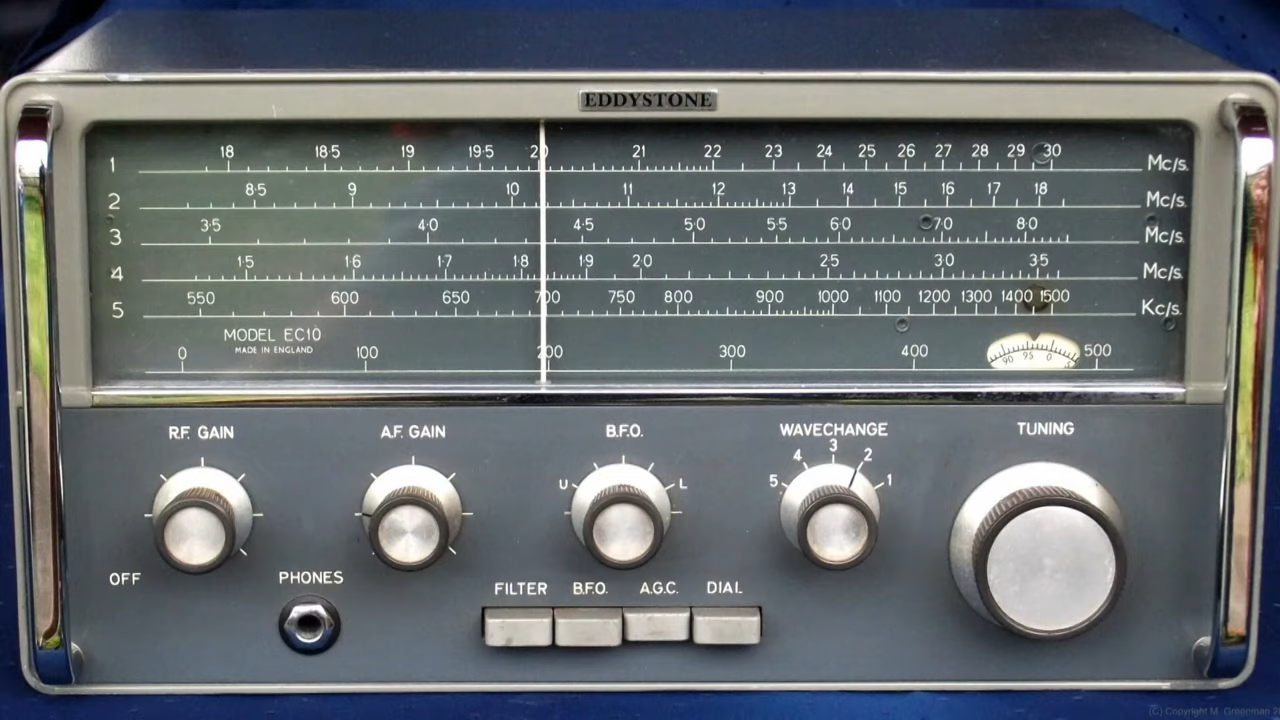 EDDYSTONE
1 18 18·5 19 19·5 20 21 22 23 24 25 26 27 28 29 30 Mc/s.
2 8·5 9 10 11 12 13 14 15 16 17 18 Mc/s.
3 3·5 4·0 4·5 5·0 5·5 6·0 7·0 8·0 Mc/s.
4 1·5 1·6 1·7 1·8 1·9 2·0 2·5 3·0 3·5 Mc/s.
5 550 600 650 700 750 800 900 1000 1100 1200 1300 1400 1500 Kc/s.
MODEL EC10
MADE IN ENGLAND
0 100 200 300 400 500
90 95 0
R.F. GAIN A.F. GAIN B.F.O. WAVECHANGE TUNING
U L 5 4 3 2 1
OFF PHONES
FILTER B.F.O. A.G.C. DIAL
(C) Copyright M. Greenman